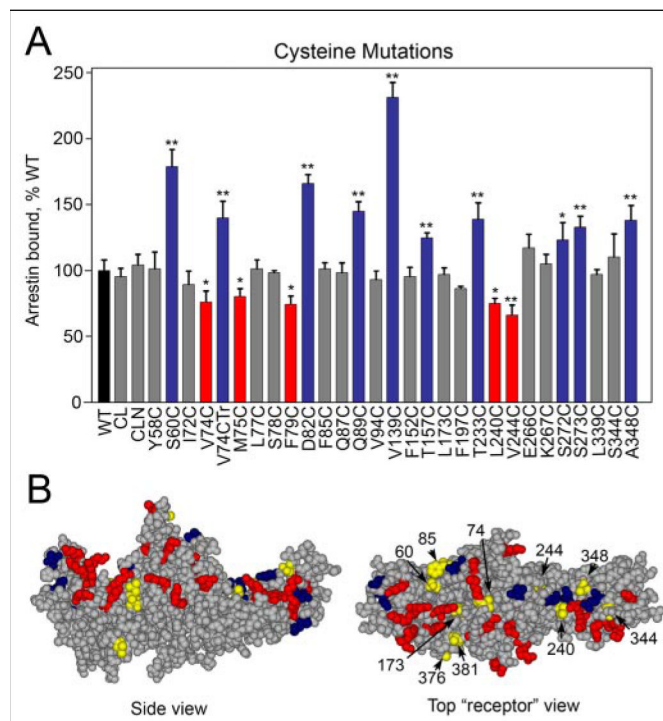 A
Cysteine Mutations
Arrestin bound, % WT
250
200
150
100
50
0
** ** ** ** ** ** ** * ** **
* * * * **
WT CL CLN Y58C S60C I72C V74C V74CTr M75C L77C S78C F79C D82C F85C Q87C Q89C V94C V139C F152C T157C L173C F197C T233C L240C V244C E266C K267C S272C S273C L339C S344C A348C
B
85
60
74
244
348
173
376
381
240
344
Side view
Top "receptor" view